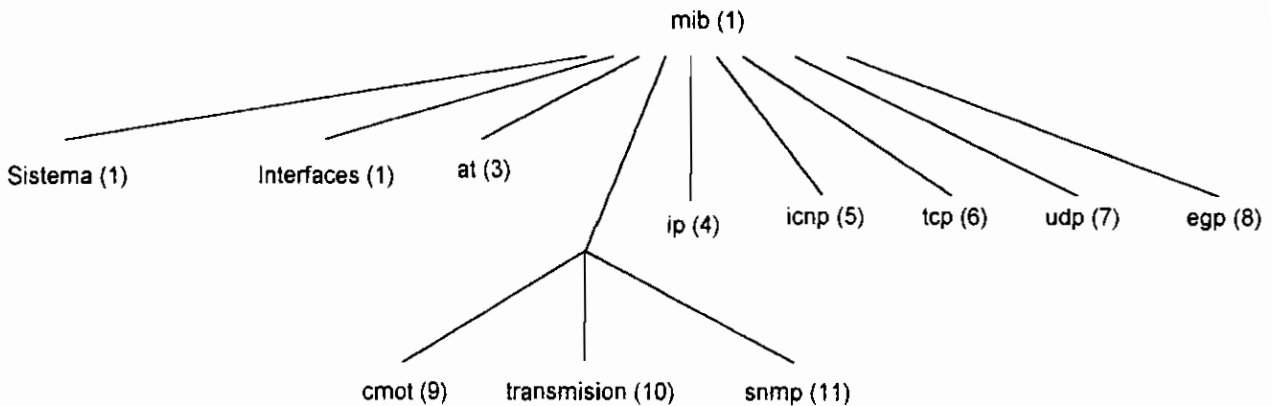 mib (1)
Sistema (1)
Interfaces (1)
at (3)
ip (4)
icnp (5)
tcp (6)
udp (7)
egp (8)
cmot (9)
transmision (10)
snmp (11)